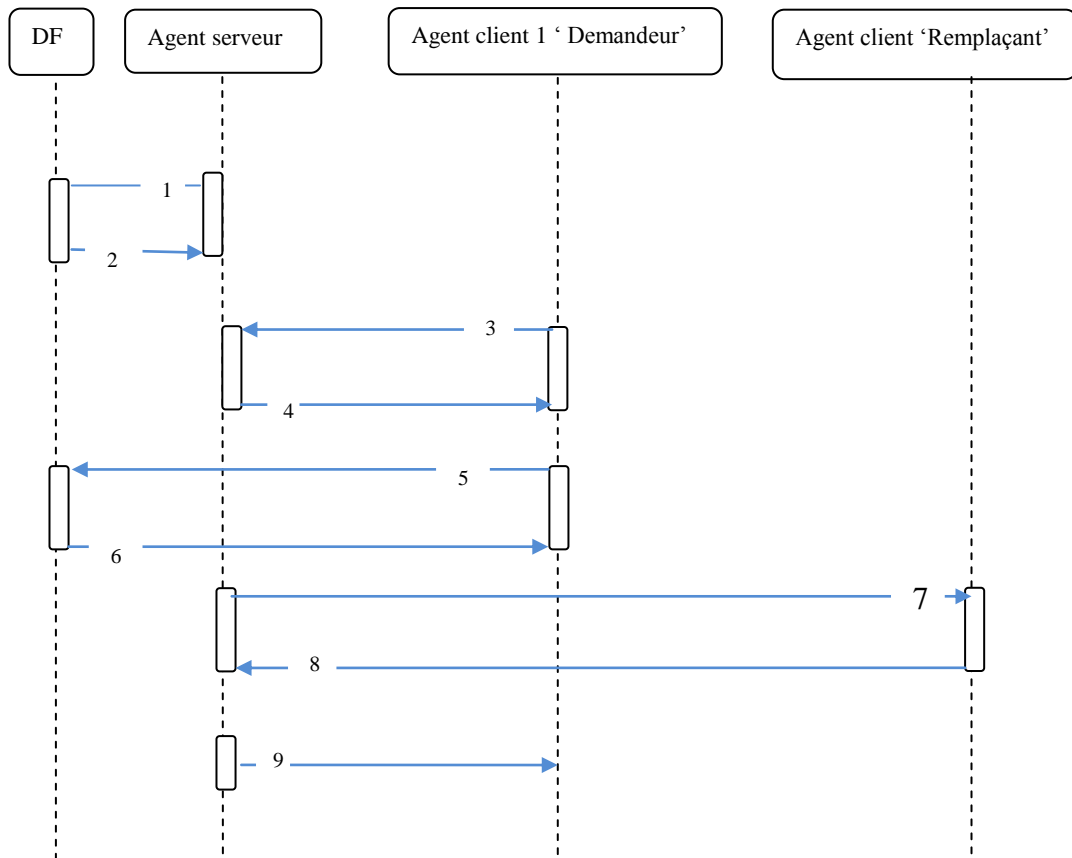 DF
Agent serveur
Agent client 1 ‘ Demandeur’
Agent client ‘Remplaçant’
1
2
3
4
5
6
7
8
9